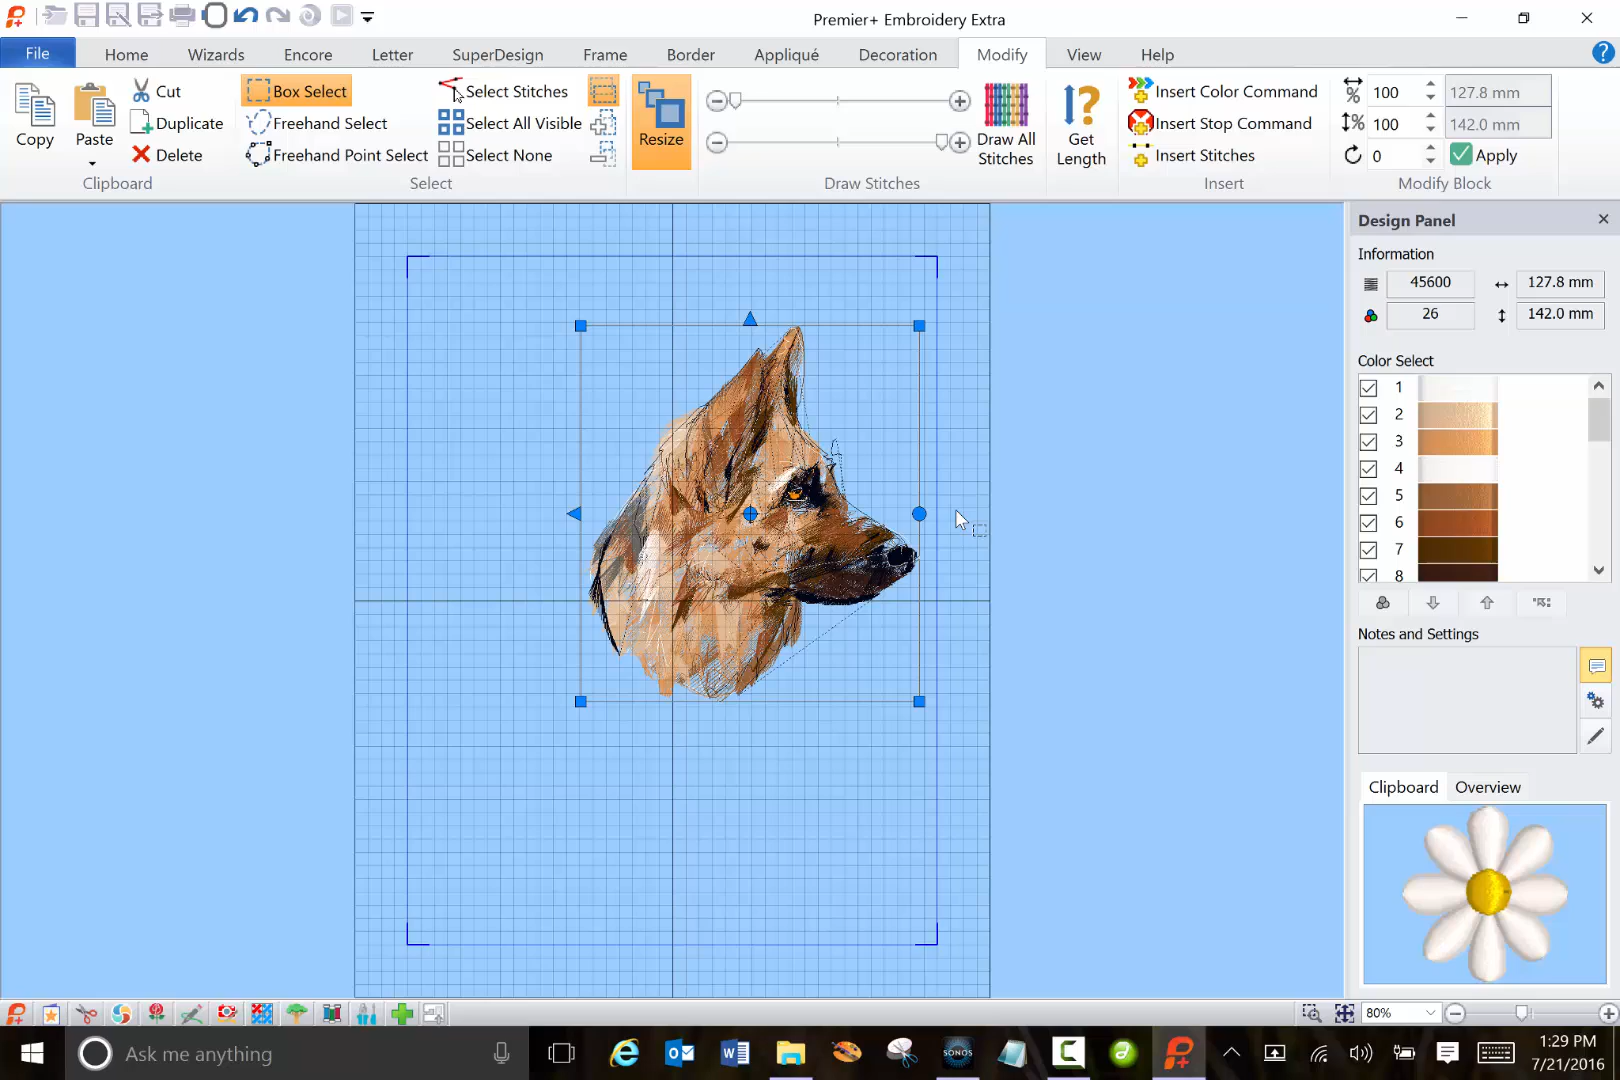 Premier+ Embroidery Extra
File Home Wizards Encore Letter SuperDesign Frame Border Appliqué Decoration Modify View Help
Copy
Paste
Cut
Duplicate
Delete
Clipboard
Box Select
Freehand Select
Freehand Point Select
Select Stitches
Select All Visible
Select None
Select
Resize
Draw All
Stitches
Draw Stitches
Get
Length
Insert Color Command
Insert Stop Command
Insert Stitches
Insert
% 100 127.8 mm
% 100 142.0 mm
0 Apply
Modify Block
Design Panel
Information
45600 127.8 mm
26 142.0 mm
Color Select
1
2
3
4
5
6
7
8
Notes and Settings
Clipboard Overview
80%
Ask me anything
SONOS
1:29 PM
7/21/2016